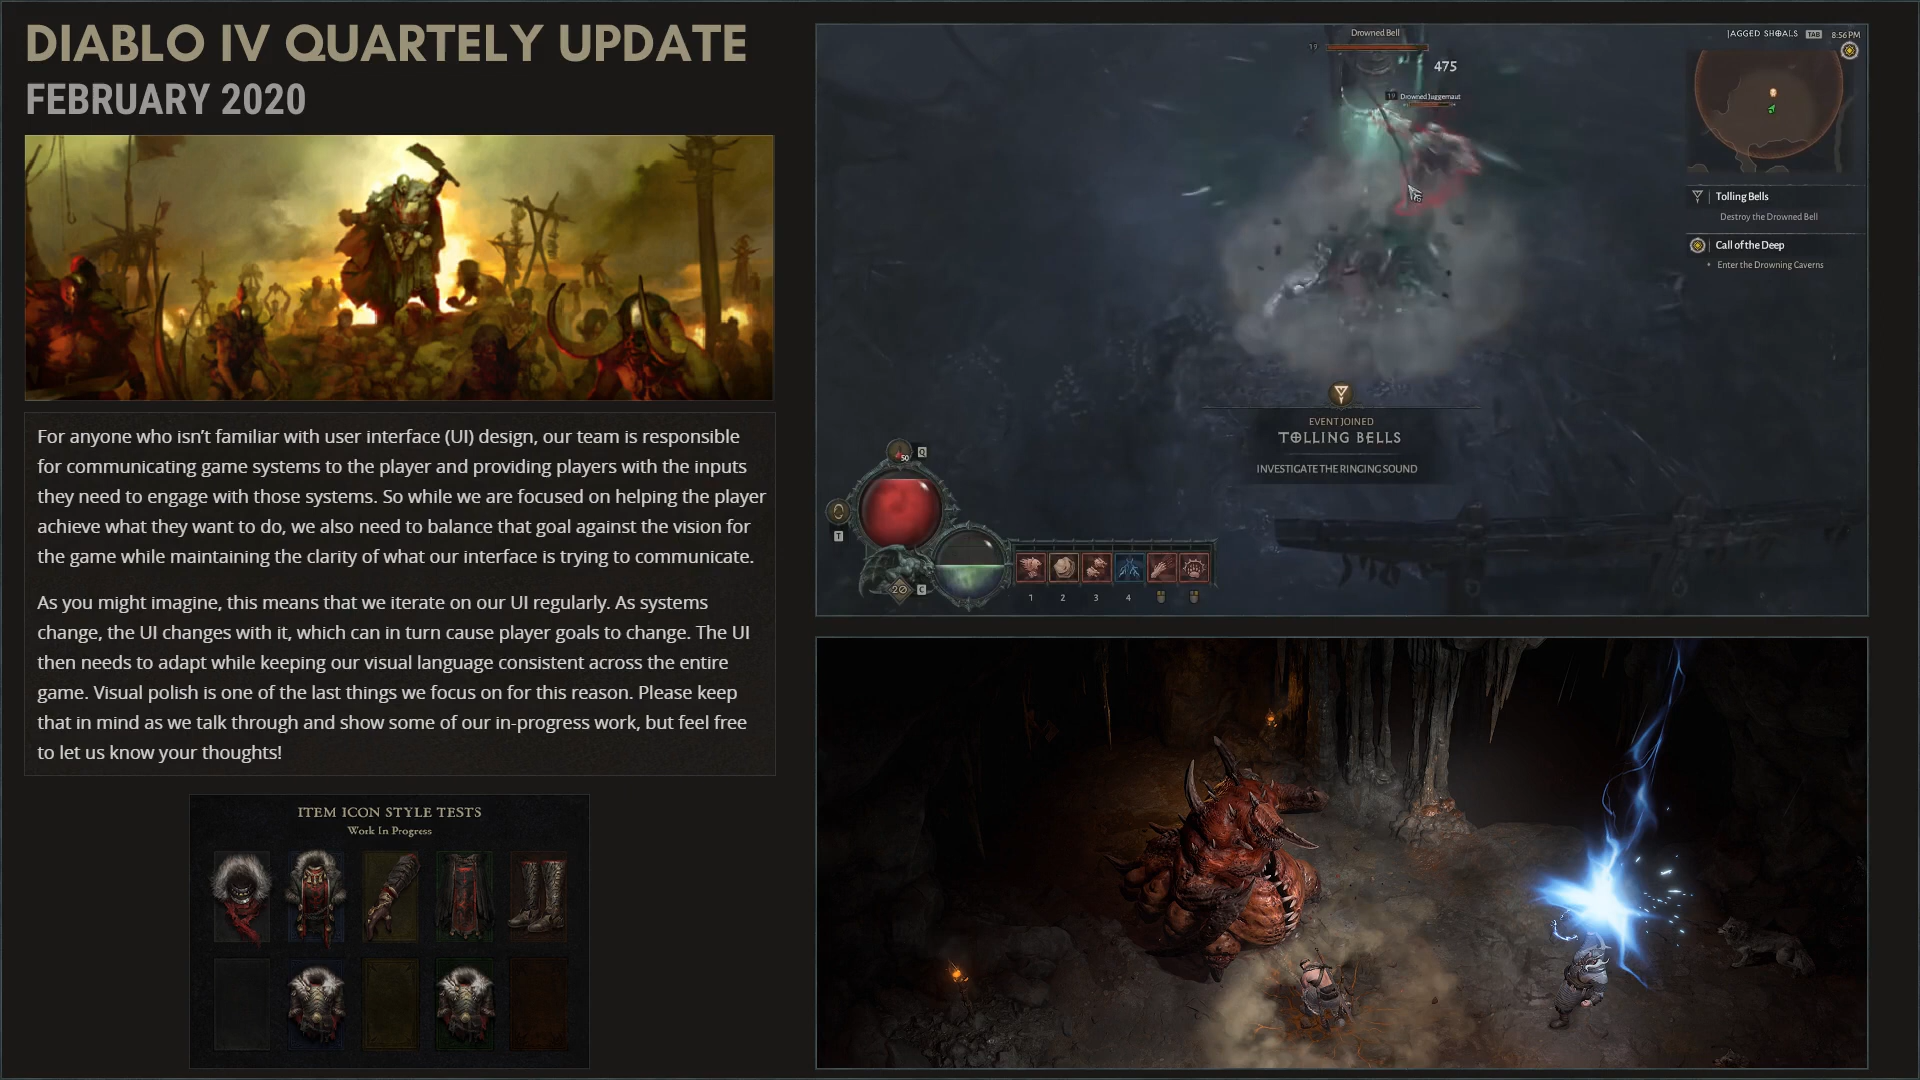 DIABLO IV QUARTELY UPDATE
FEBRUARY 2020
For anyone who isn't familiar with user interface (UI) design, our team is responsible
for communicating game systems to the player and providing players with the inputs
they need to engage with those systems. So while we are focused on helping the player
achieve what they want to do, we also need to balance that goal against the vision for
the game while maintaining the clarity of what our interface is trying to communicate.
As you might imagine, this means that we iterate on our UI regularly. As systems
change, the UI changes with it, which can in turn cause player goals to change. The UI
then needs to adapt while keeping our visual language consistent across the entire
game. Visual polish is one of the last things we focus on for this reason. Please keep
that in mind as we talk through and show some of our in-progress work, but feel free
to let us know your thoughts!
ITEM ICON STYLE TESTS
Work In Progress
Drowned Bell
19
475
19 Drowned Juggernaut
JAGGED SHOALS TAB 8:56 PM
Tolling Bells
Destroy the Drowned Bell
Call of the Deep
Enter the Drowning Caverns
EVENT JOINED
TOLLING BELLS
INVESTIGATE THE RINGING SOUND
50 Q
T
20 C
1 2 3 4